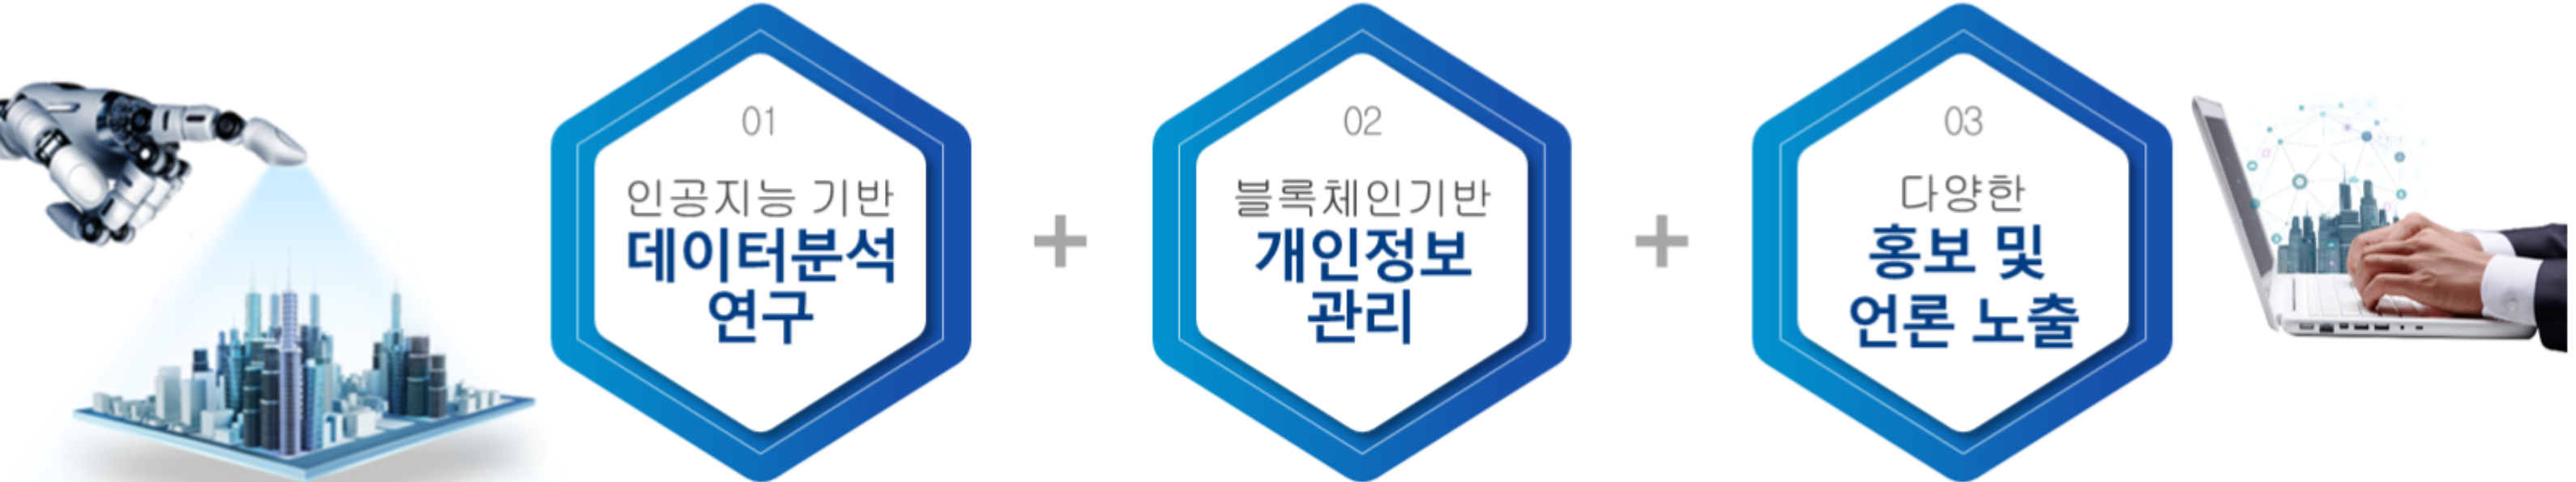 01
인공지능 기반
데이터분석
연구
+
02
블록체인기반
개인정보
관리
+
03
다양한
홍보 및
언론 노출